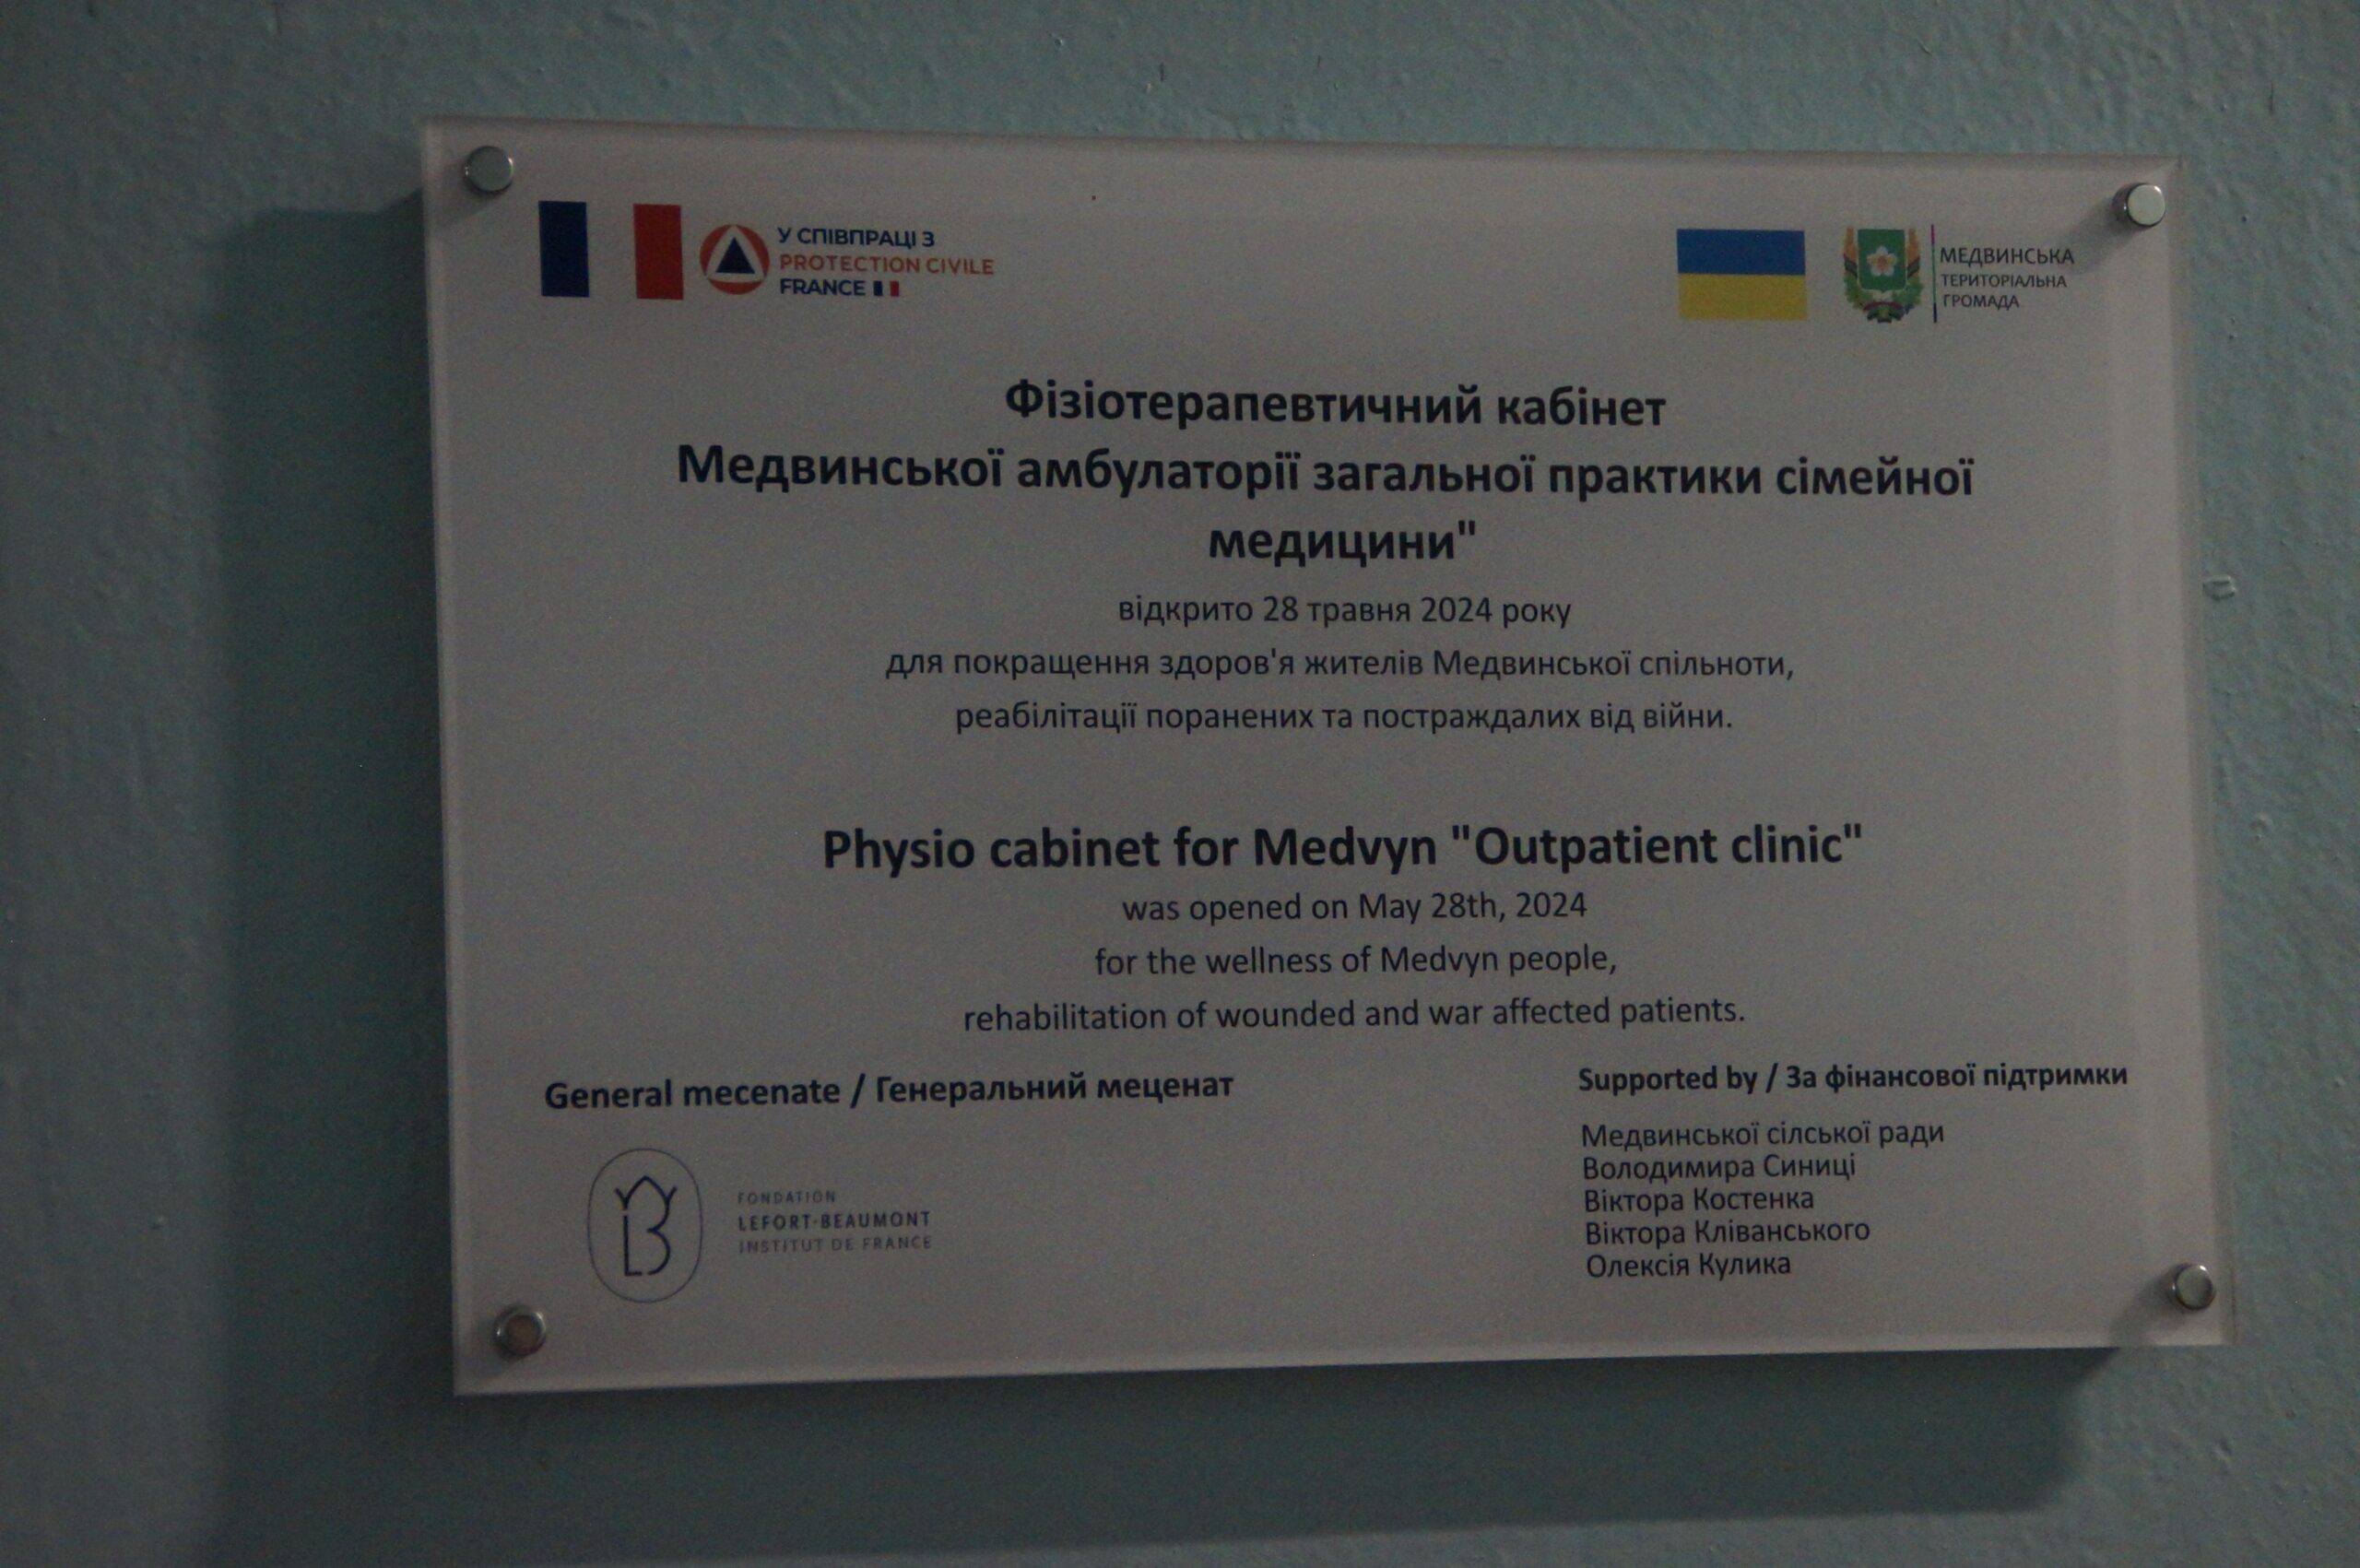 У СПІВПРАЦІ З
PROTECTION CIVILE
FRANCE
МЕДВИНСЬКА
ТЕРИТОРІАЛЬНА
ГРОМАДА
Фізіотерапевтичний кабінет
Медвинської амбулаторії загальної практики сімейної
медицини"
відкрито 28 травня 2024 року
для покращення здоров'я жителів Медвинської спільноти,
реабілітації поранених та постраждалих від війни.
Physio cabinet for Medvyn "Outpatient clinic"
was opened on May 28th, 2024
for the wellness of Medvyn people,
rehabilitation of wounded and war affected patients.
General mecenate / Генеральний меценат
FONDATION
LEFORT-BEAUMONT
INSTITUT DE FRANCE
Supported by / За фінансової підтримки
Медвинської сілської ради
Володимира Синиці
Віктора Костенка
Віктора Кліванського
Олексія Кулика